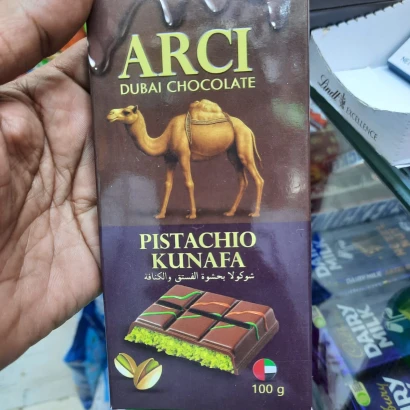 ARCI
DUBAI CHOCOLATE
PISTACHIO
KUNAFA
شوكولا بحشوة الفستق والكنافة
100 g
Lindt
EXCELLENCE
DAIRY
MILK